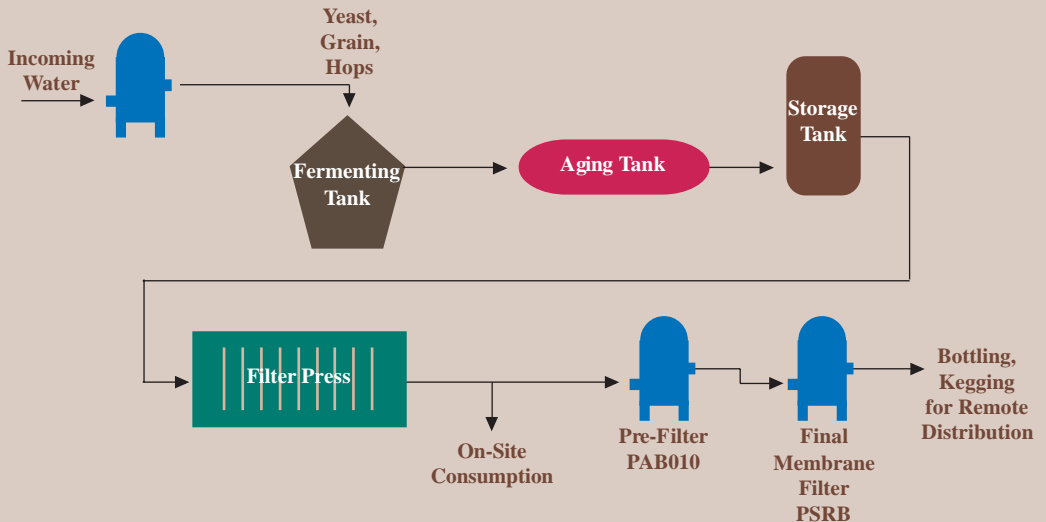 Incoming
Water
Yeast,
Grain,
Hops
Fermenting
Tank
Aging Tank
Storage
Tank
Filter Press
On-Site
Consumption
Pre-Filter
PAB010
Final
Membrane
Filter
PSRB
Bottling,
Kegging
for Remote
Distribution